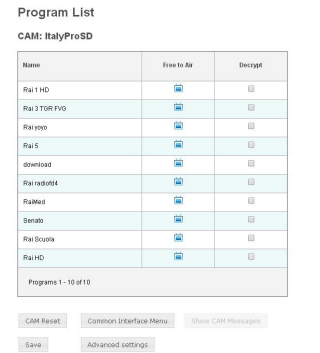 Program List
CAM: ItalyProSD
Name Free to Air Decrypt
Rai 1 HD
Rai 3 TGR FVG
Rai yoyo
Rai 5
download
Rai radiofd4
RaiMed
Senato
Rai Scuola
Rai HD
Programs 1 - 10 of 10
CAM Reset Common Interface Menu Show CAM Messages
Save Advanced settings